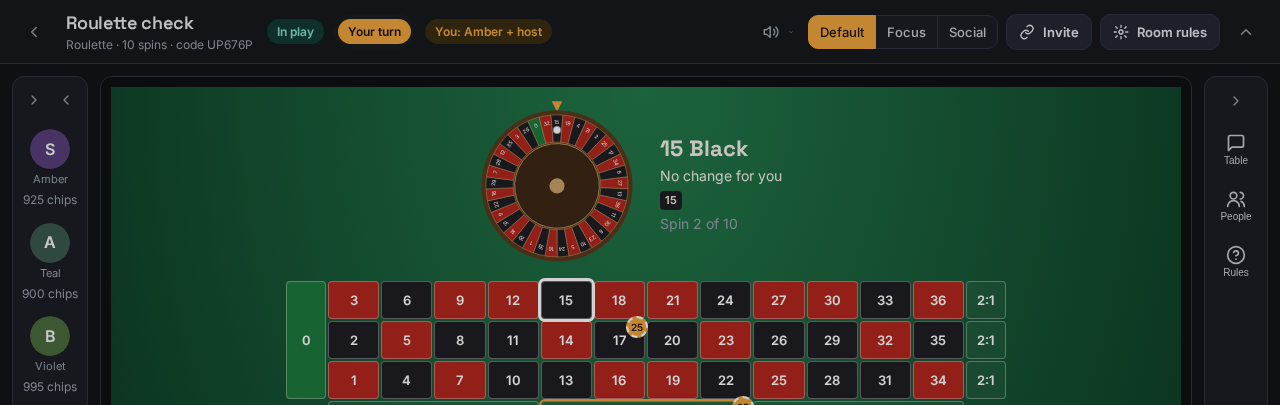 Roulette check
Roulette · 10 spins · code UP676P
In play
Your turn
You: Amber + host
Default
Focus
Social
Invite
Room rules
S
Amber
925 chips
A
Teal
900 chips
B
Violet
995 chips
15 Black
No change for you
15
Spin 2 of 10
Table
People
Rules
0
3 6 9 12 15 18 21 24 27 30 33 36 2:1
25
2 5 8 11 14 17 20 23 26 29 32 35 2:1
1 4 7 10 13 16 19 22 25 28 31 34 2:1